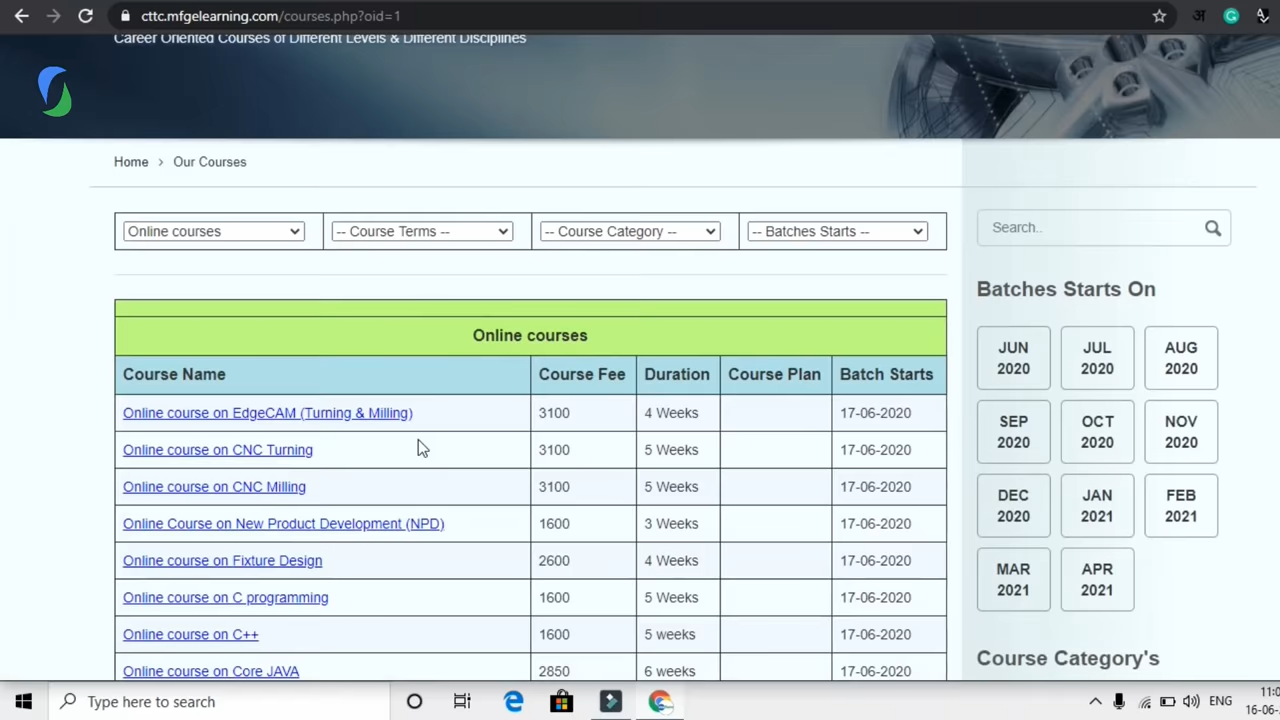 cttc.mfgelearning.com/courses.php?oid=1
Career Oriented Courses of Different Levels & Different Disciplines
Home > Our Courses
Online courses -- Course Terms -- -- Course Category -- -- Batches Starts --
Search..
Batches Starts On
JUN 2020 JUL 2020 AUG 2020
SEP 2020 OCT 2020 NOV 2020
DEC 2020 JAN 2021 FEB 2021
MAR 2021 APR 2021
Course Category's
Online courses
Course Name Course Fee Duration Course Plan Batch Starts
Online course on EdgeCAM (Turning & Milling) 3100 4 Weeks 17-06-2020
Online course on CNC Turning 3100 5 Weeks 17-06-2020
Online course on CNC Milling 3100 5 Weeks 17-06-2020
Online Course on New Product Development (NPD) 1600 3 Weeks 17-06-2020
Online course on Fixture Design 2600 4 Weeks 17-06-2020
Online course on C programming 1600 5 Weeks 17-06-2020
Online course on C++ 1600 5 weeks 17-06-2020
Online course on Core JAVA 2850 6 weeks 17-06-2020
Type here to search
ENG
11:0
16-06-